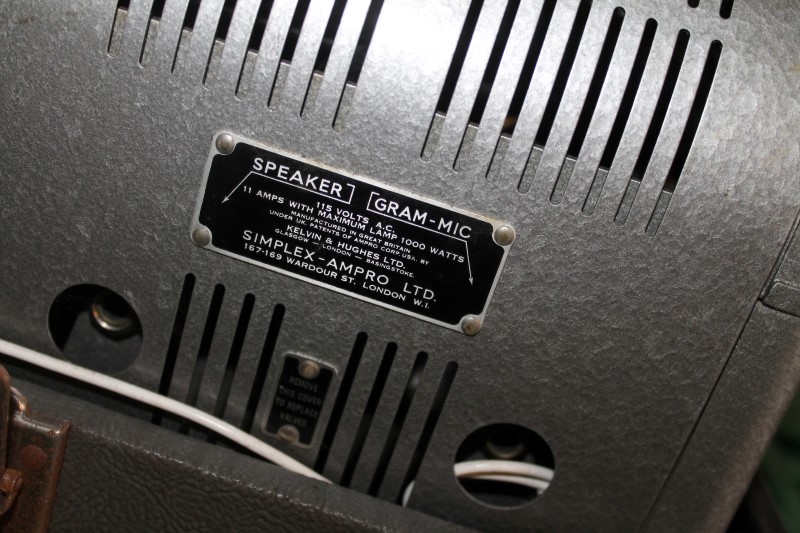 SPEAKER GRAM-MIC
115 VOLTS A.C.
11 AMPS WITH MAXIMUM LAMP 1000 WATTS
MANUFACTURED IN GREAT BRITAIN
UNDER U.K. PATENTS OF AMPRO CORP. USA. BY
KELVIN & HUGHES LTD.
GLASGOW - LONDON - BASINGSTOKE.
SIMPLEX-AMPRO LTD.
167-169 WARDOUR ST. LONDON W.I.
REMOVE
THIS COVER
TO REPLACE
VALVES